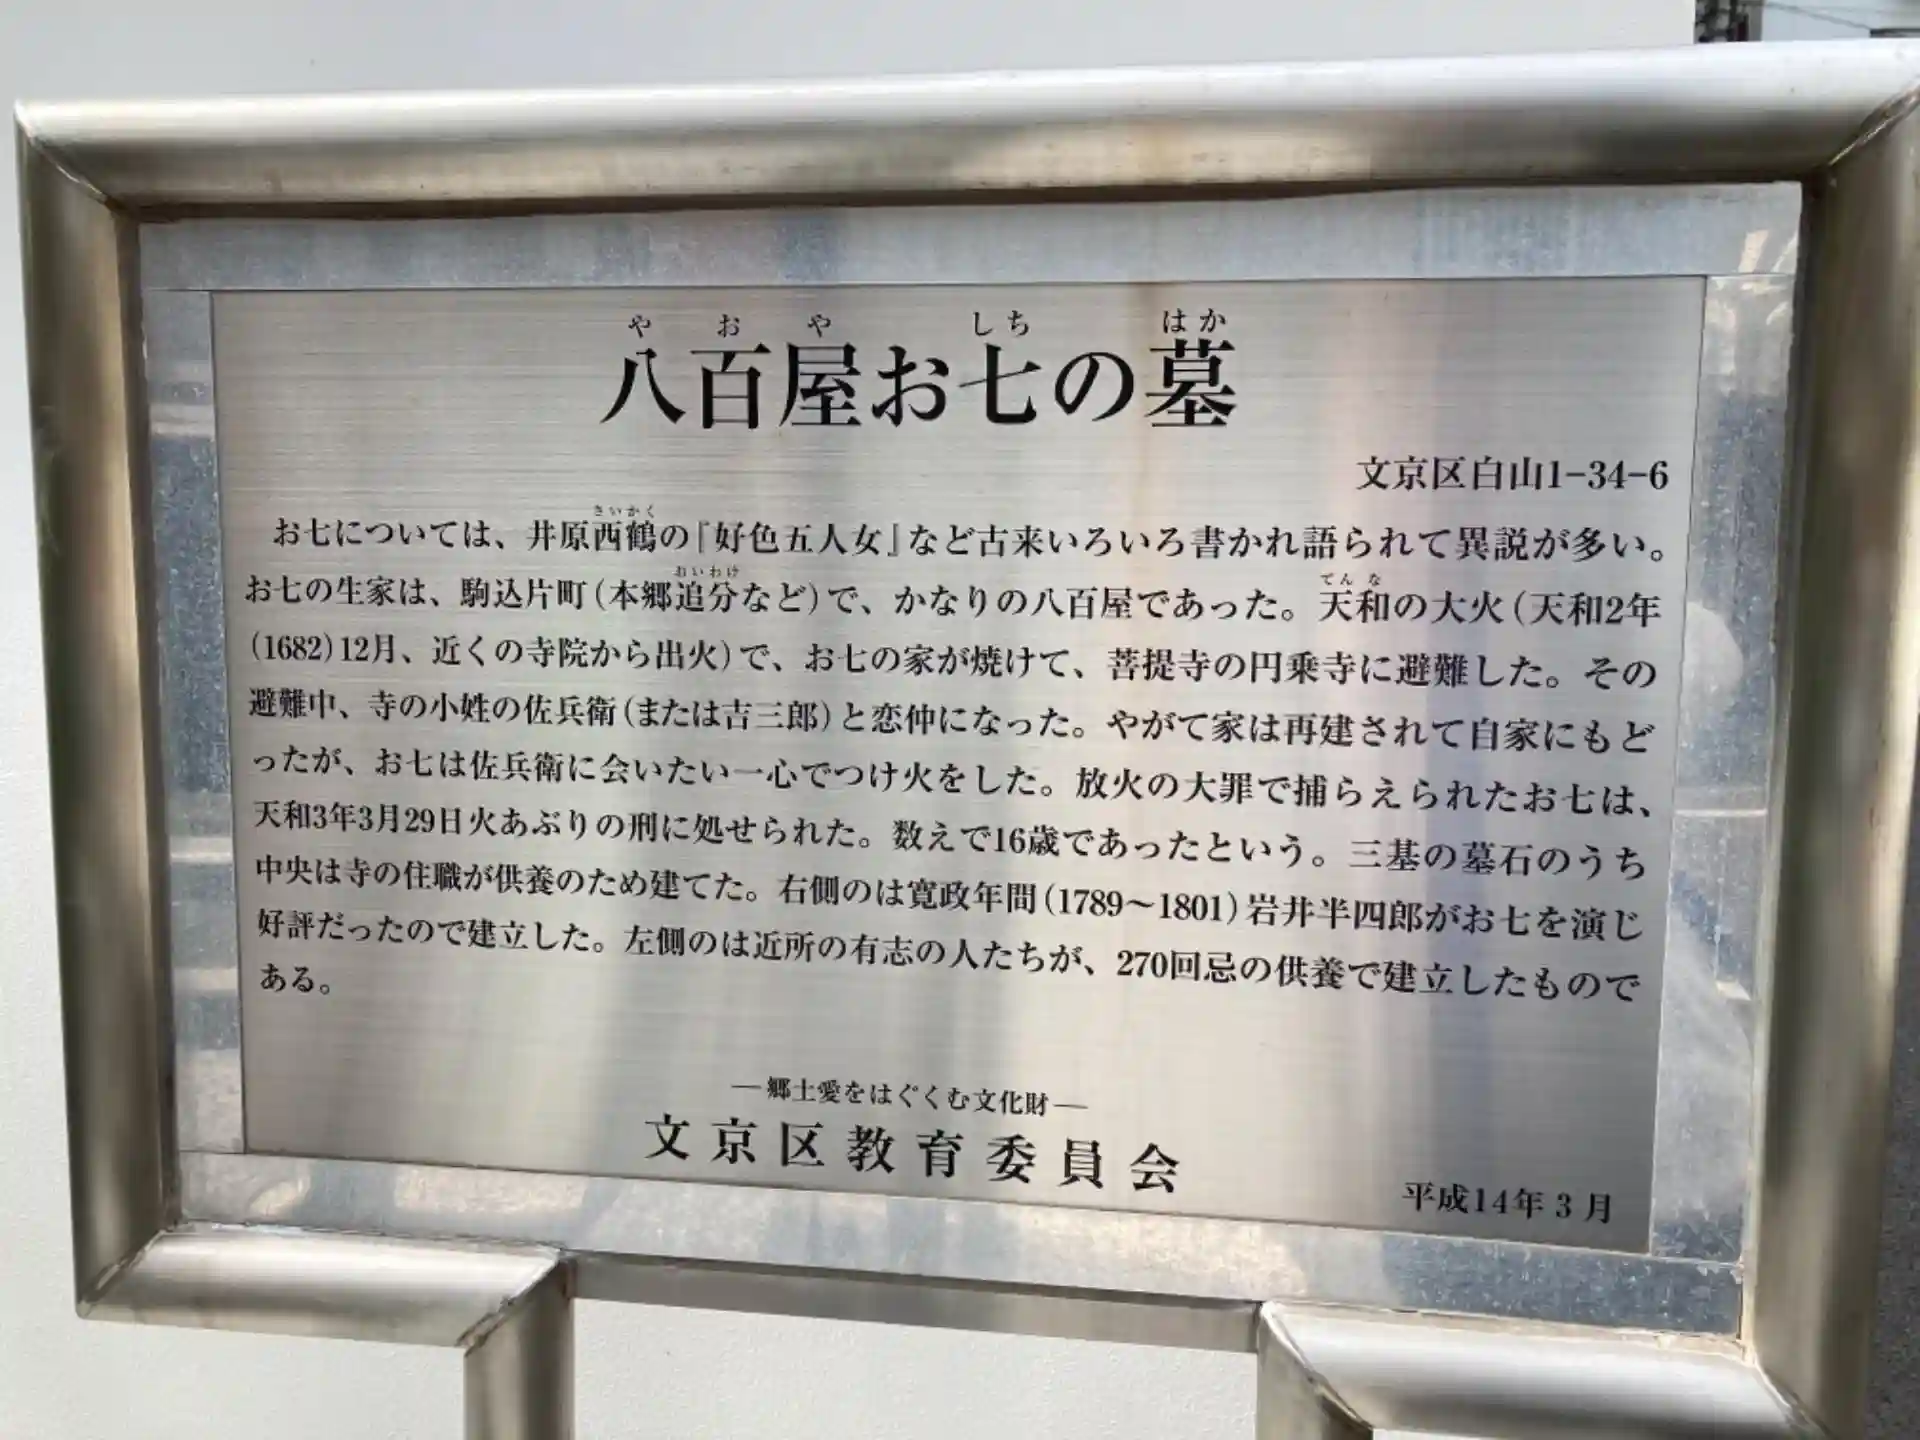 八百屋お七の墓
文京区白山1-34-6
お七については、井原西鶴の『好色五人女』など古来いろいろ書かれ語られて異説が多い。
お七の生家は、駒込片町(本郷追分など)で、かなりの八百屋であった。天和の大火(天和2年
(1682)12月、近くの寺院から出火)で、お七の家が焼けて、菩提寺の円乗寺に避難した。その
避難中、寺の小姓の佐兵衛(または吉三郎)と恋仲になった。やがて家は再建されて自家にもど
ったが、お七は佐兵衛に会いたい一心でつけ火をした。放火の大罪で捕らえられたお七は、
天和3年3月29日火あぶりの刑に処せられた。数えで16歳であったという。三基の墓石のうち
中央は寺の住職が供養のため建てた。右側のは寛政年間(1789〜1801)岩井半四郎がお七を演じ
好評だったので建立した。左側のは近所の有志の人たちが、270回忌の供養で建立したもので
ある。
―郷土愛をはぐくむ文化財―
文京区教育委員会
平成14年3月